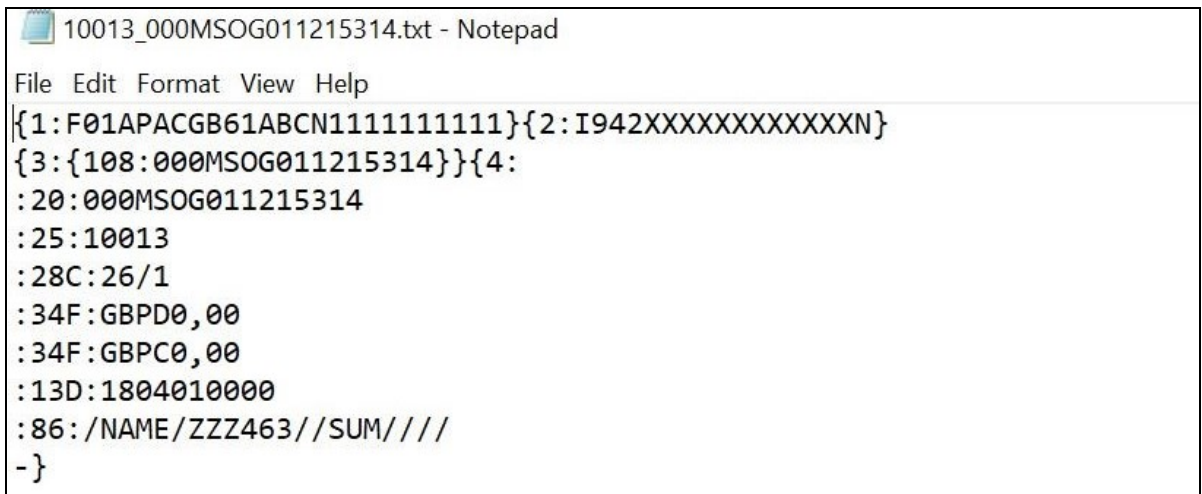 10013_000MSOG011215314.txt - Notepad
File Edit Format View Help
{1:F01APACGB61ABCN1111111111}{2:I942XXXXXXXXXXXXN}
{3:{108:000MSOG011215314}}{4:
:20:000MSOG011215314
:25:10013
:28C:26/1
:34F:GBPD0,00
:34F:GBPC0,00
:13D:1804010000
:86:/NAME/ZZZ463//SUM////
-}